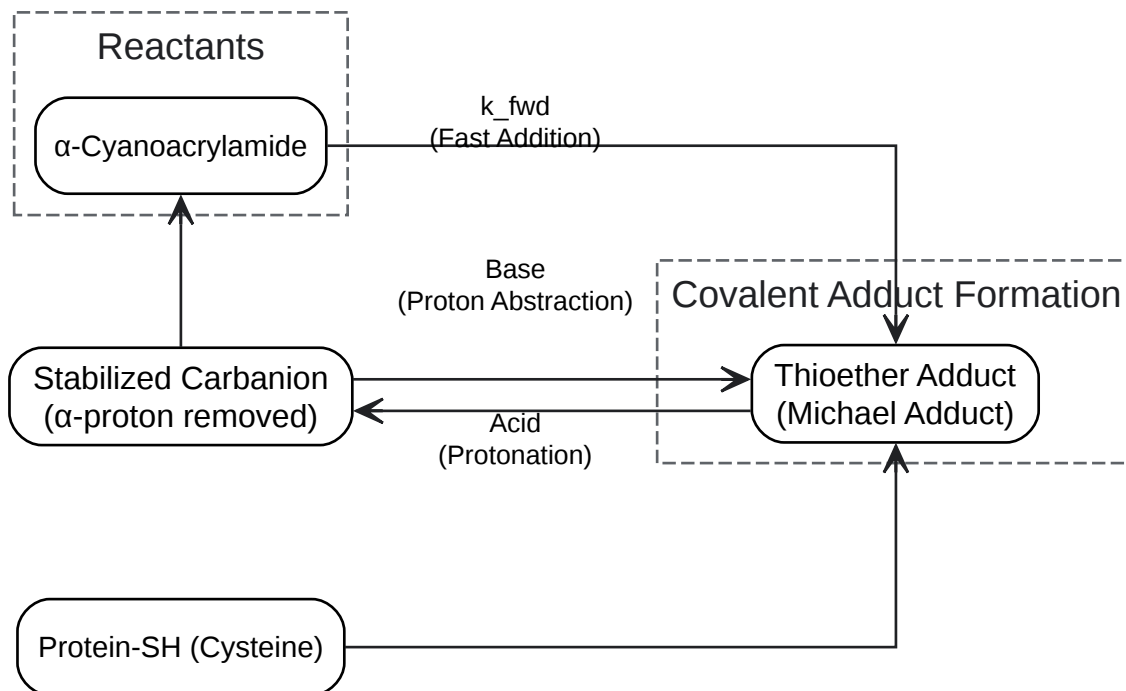 Reactants
α-Cyanoacrylamide
k_fwd
(Fast Addition)
Base
(Proton Abstraction)
Covalent Adduct Formation
Stabilized Carbanion
(α-proton removed)
Thioether Adduct
(Michael Adduct)
Acid
(Protonation)
Protein-SH (Cysteine)